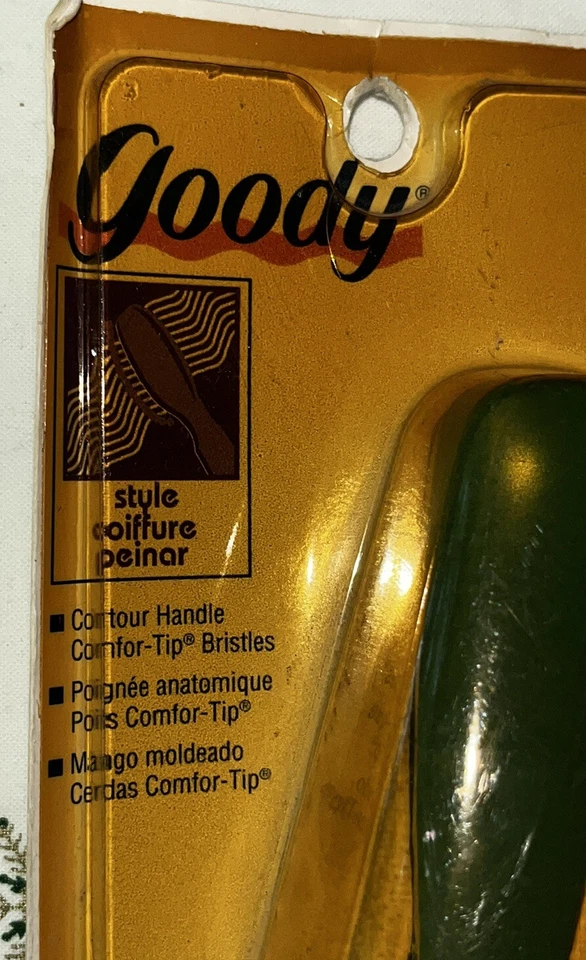 goody®
style
coiffure
peinar
■ Contour Handle
Comfor-Tip® Bristles
■ Poignée anatomique
Poils Comfor-Tip®
■ Mango moldeado
Cerdas Comfor-Tip®